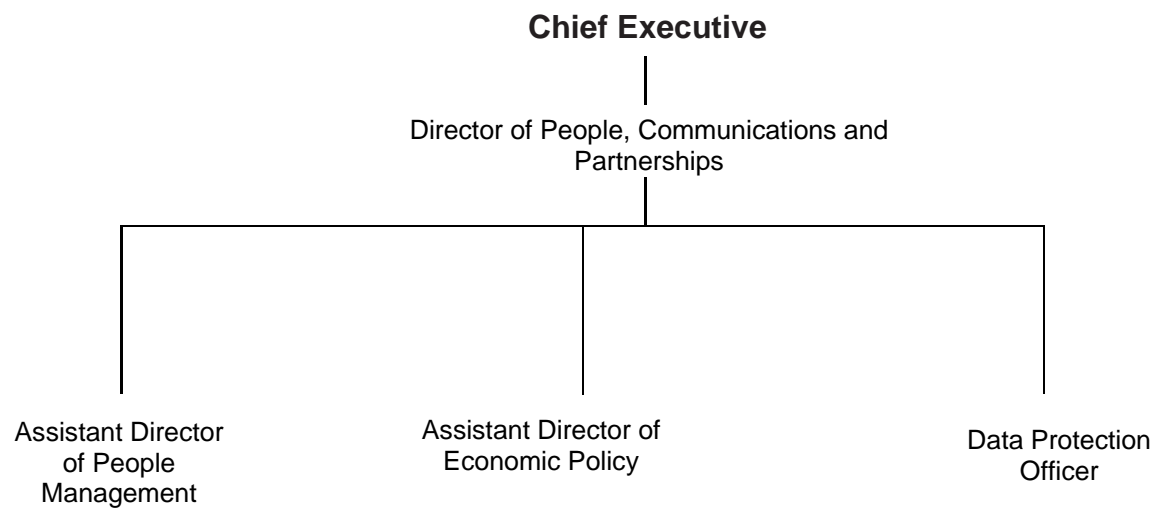 Chief Executive
Director of People, Communications and
Partnerships
Assistant Director
of People
Management
Assistant Director of
Economic Policy
Data Protection
Officer